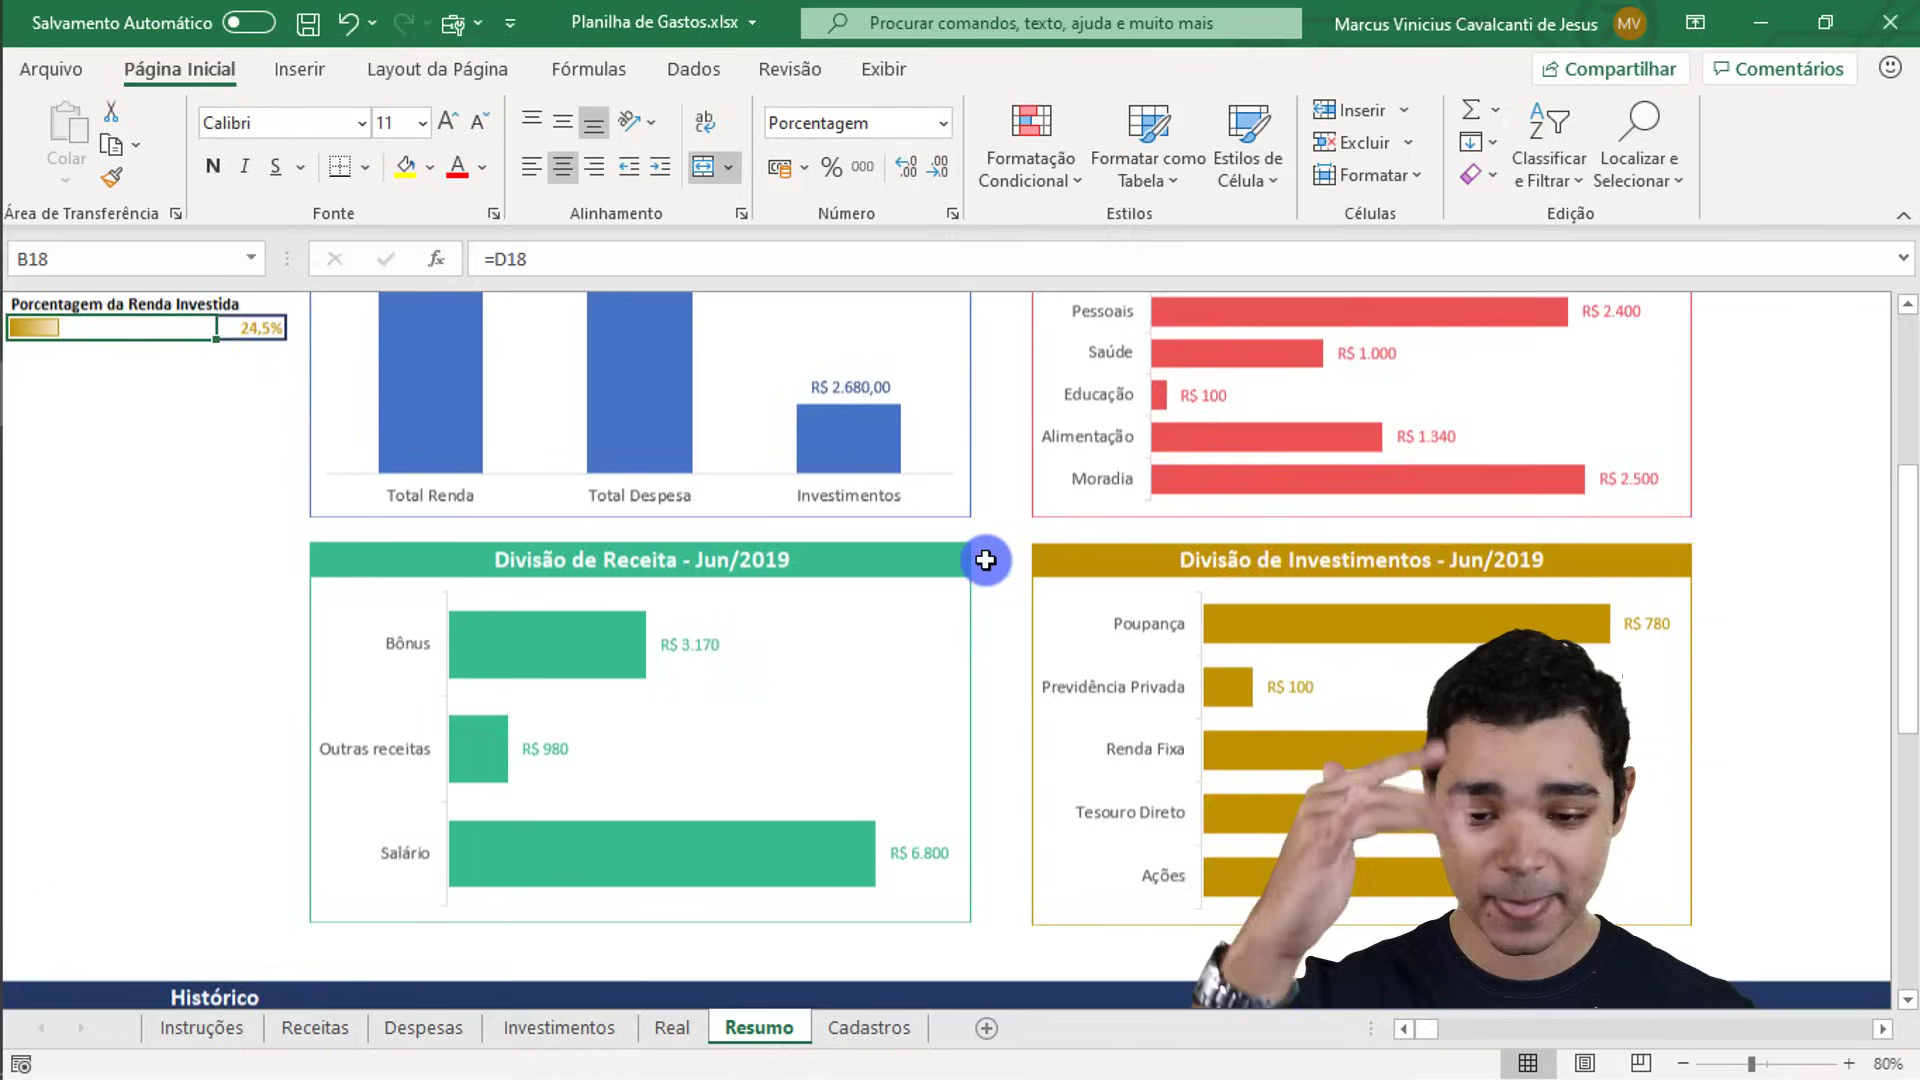 Salvamento Automático
Planilha de Gastos.xlsx
Procurar comandos, texto, ajuda e muito mais
Marcus Vinicius Cavalcanti de Jesus
MV
Arquivo
Página Inicial
Inserir
Layout da Página
Fórmulas
Dados
Revisão
Exibir
Compartilhar
Comentários
Colar
Calibri
11
N I S
ab
Porcentagem
% 000
Formatação
Condicional
Formatar como
Tabela
Estilos de
Célula
Inserir
Excluir
Formatar
Classificar
e Filtrar
Localizar e
Selecionar
Área de Transferência
Fonte
Alinhamento
Número
Estilos
Células
Edição
B18
fx
=D18
Porcentagem da Renda Investida
24,5%
R$ 2.680,00
Total Renda
Total Despesa
Investimentos
Pessoais
R$ 2.400
Saúde
R$ 1.000
Educação
R$ 100
Alimentação
R$ 1.340
Moradia
R$ 2.500
Divisão de Receita - Jun/2019
Bônus
R$ 3.170
Outras receitas
R$ 980
Salário
R$ 6.800
Divisão de Investimentos - Jun/2019
Poupança
R$ 780
Previdência Privada
R$ 100
Renda Fixa
Tesouro Direto
Ações
Histórico
Instruções
Receitas
Despesas
Investimentos
Real
Resumo
Cadastros
80%